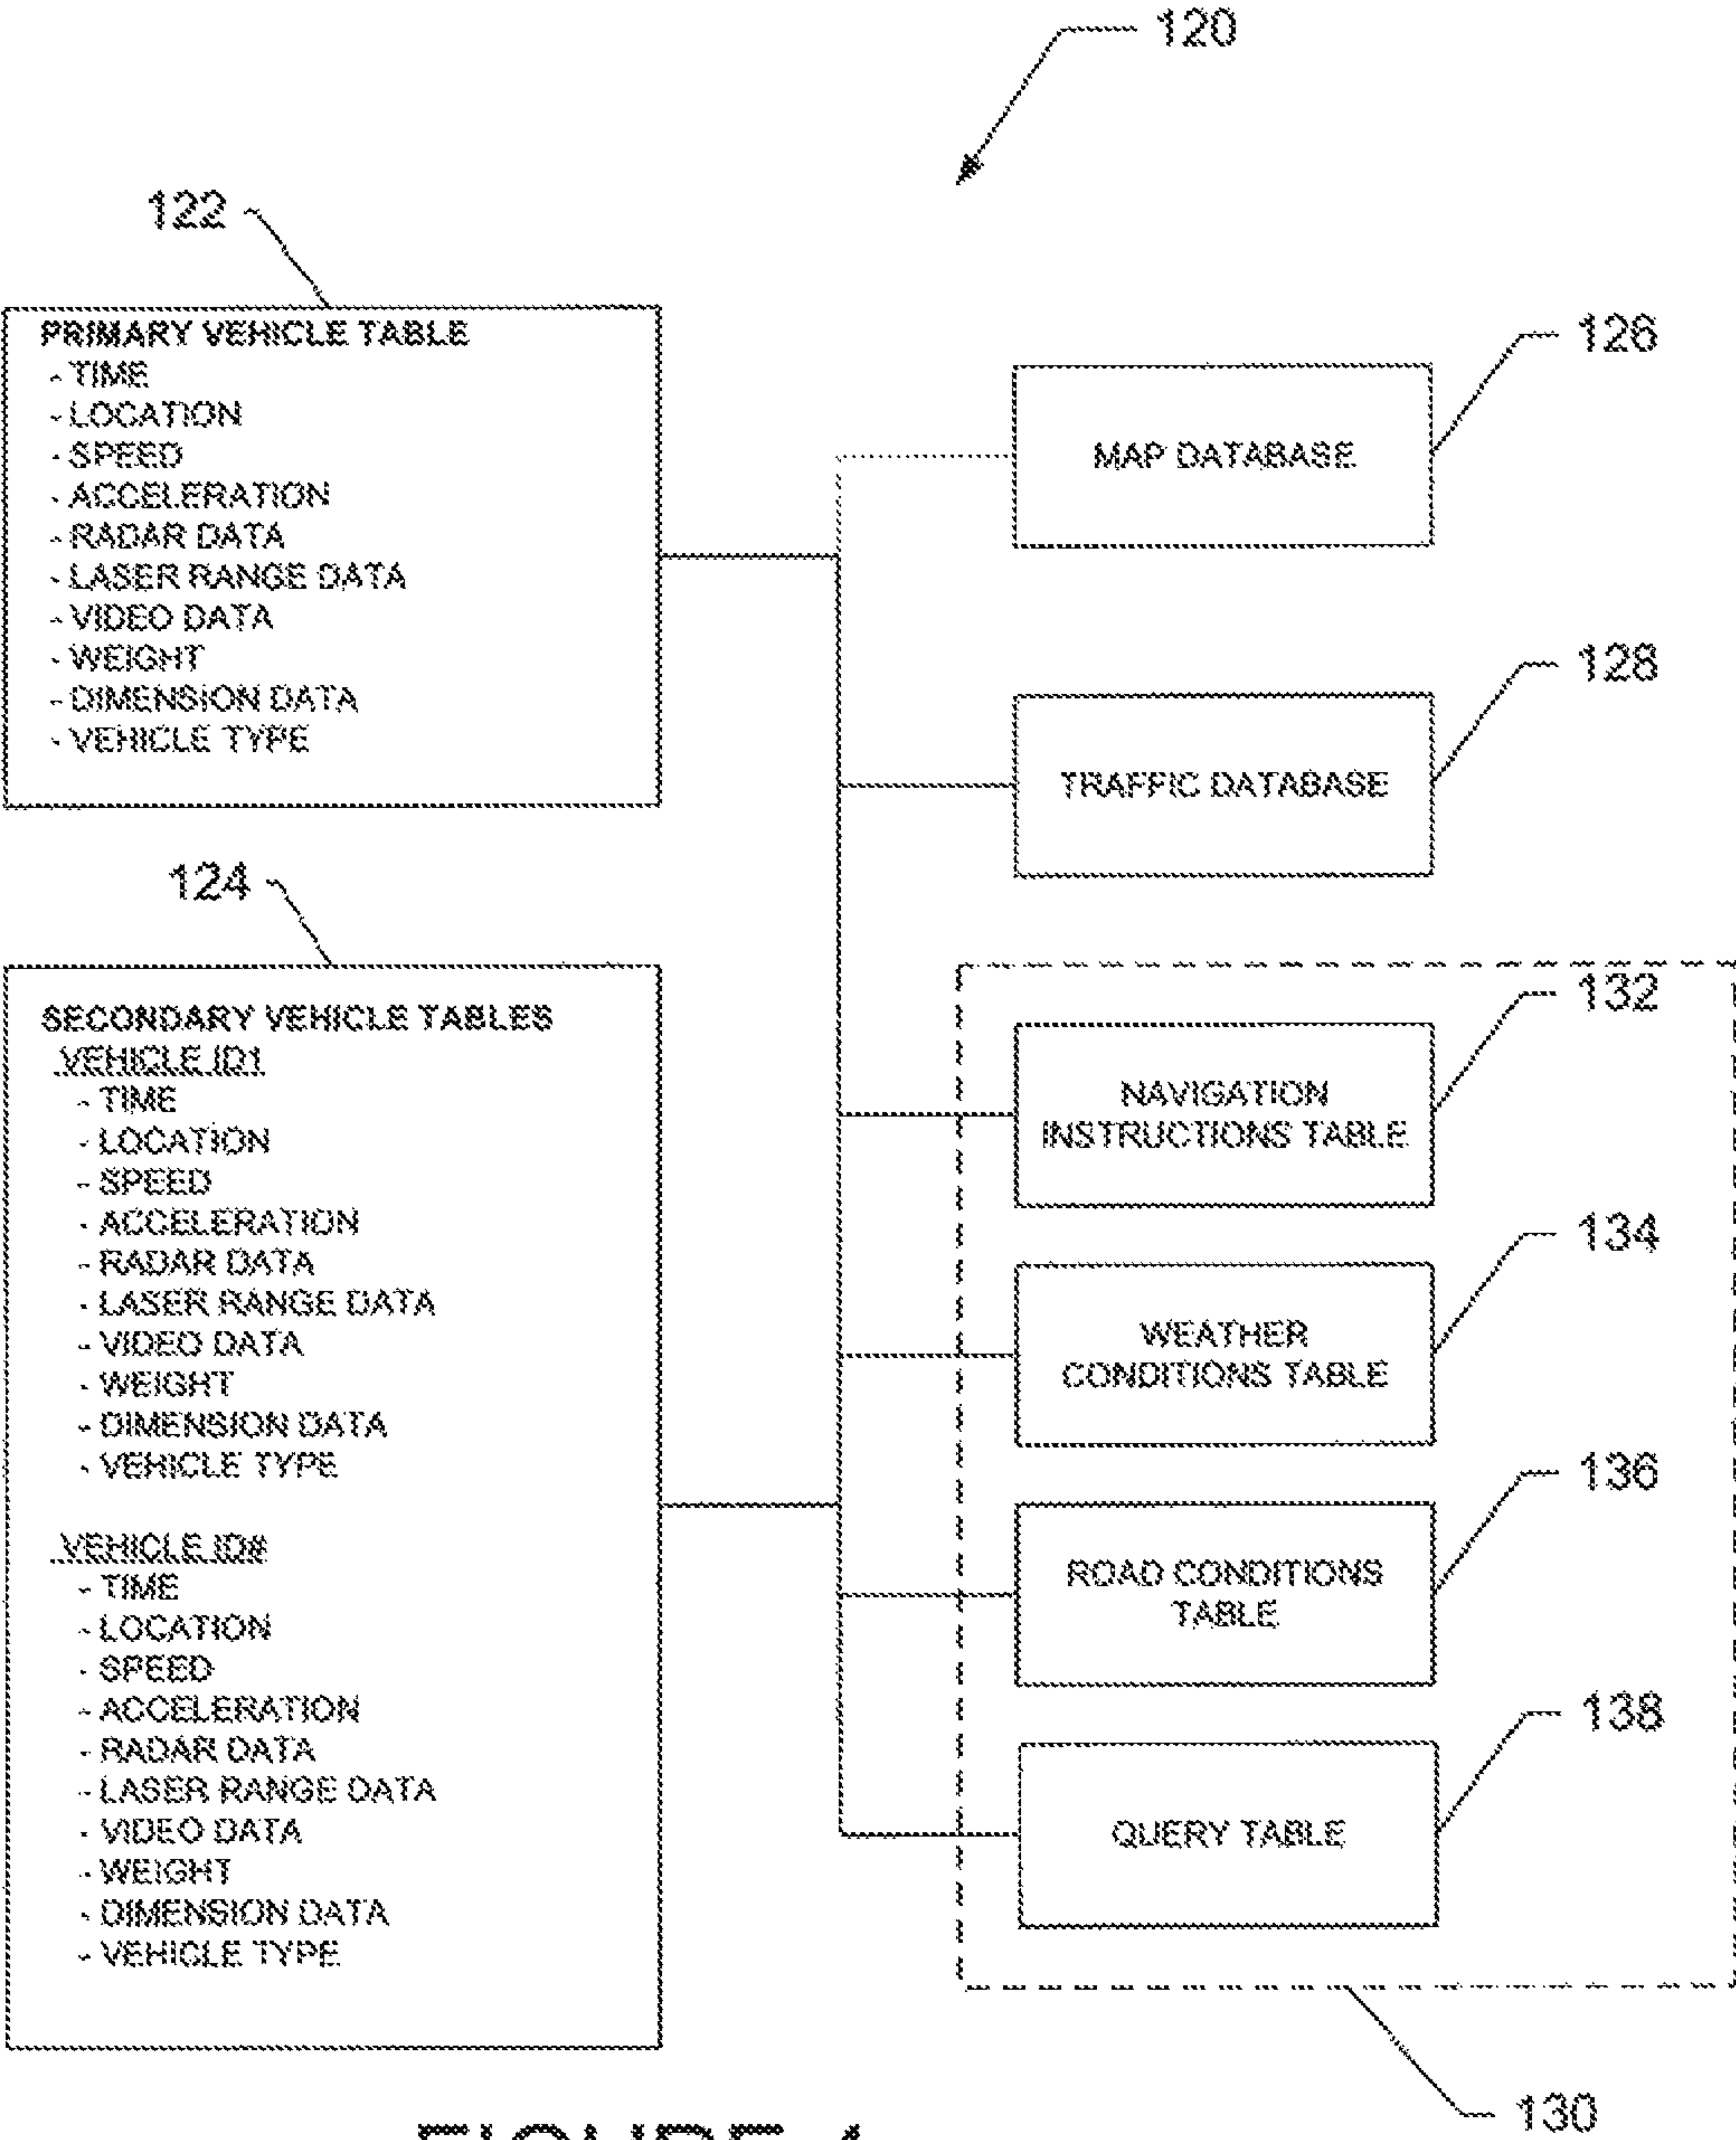 120
122
PRIMARY VEHICLE TABLE
- TIME
- LOCATION
- SPEED
- ACCELERATION
- RADAR DATA
- LASER RANGE DATA
- VIDEO DATA
- WEIGHT
- DIMENSION DATA
- VEHICLE TYPE
126
MAP DATABASE
128
TRAFFIC DATABASE
124
SECONDARY VEHICLE TABLES
VEHICLE ID1
- TIME
- LOCATION
- SPEED
- ACCELERATION
- RADAR DATA
- LASER RANGE DATA
- VIDEO DATA
- WEIGHT
- DIMENSION DATA
- VEHICLE TYPE
VEHICLE ID#
- TIME
- LOCATION
- SPEED
- ACCELERATION
- RADAR DATA
- LASER RANGE DATA
- VIDEO DATA
- WEIGHT
- DIMENSION DATA
- VEHICLE TYPE
132
NAVIGATION
INSTRUCTIONS TABLE
134
WEATHER
CONDITIONS TABLE
136
ROAD CONDITIONS
TABLE
138
QUERY TABLE
130
FIGURE